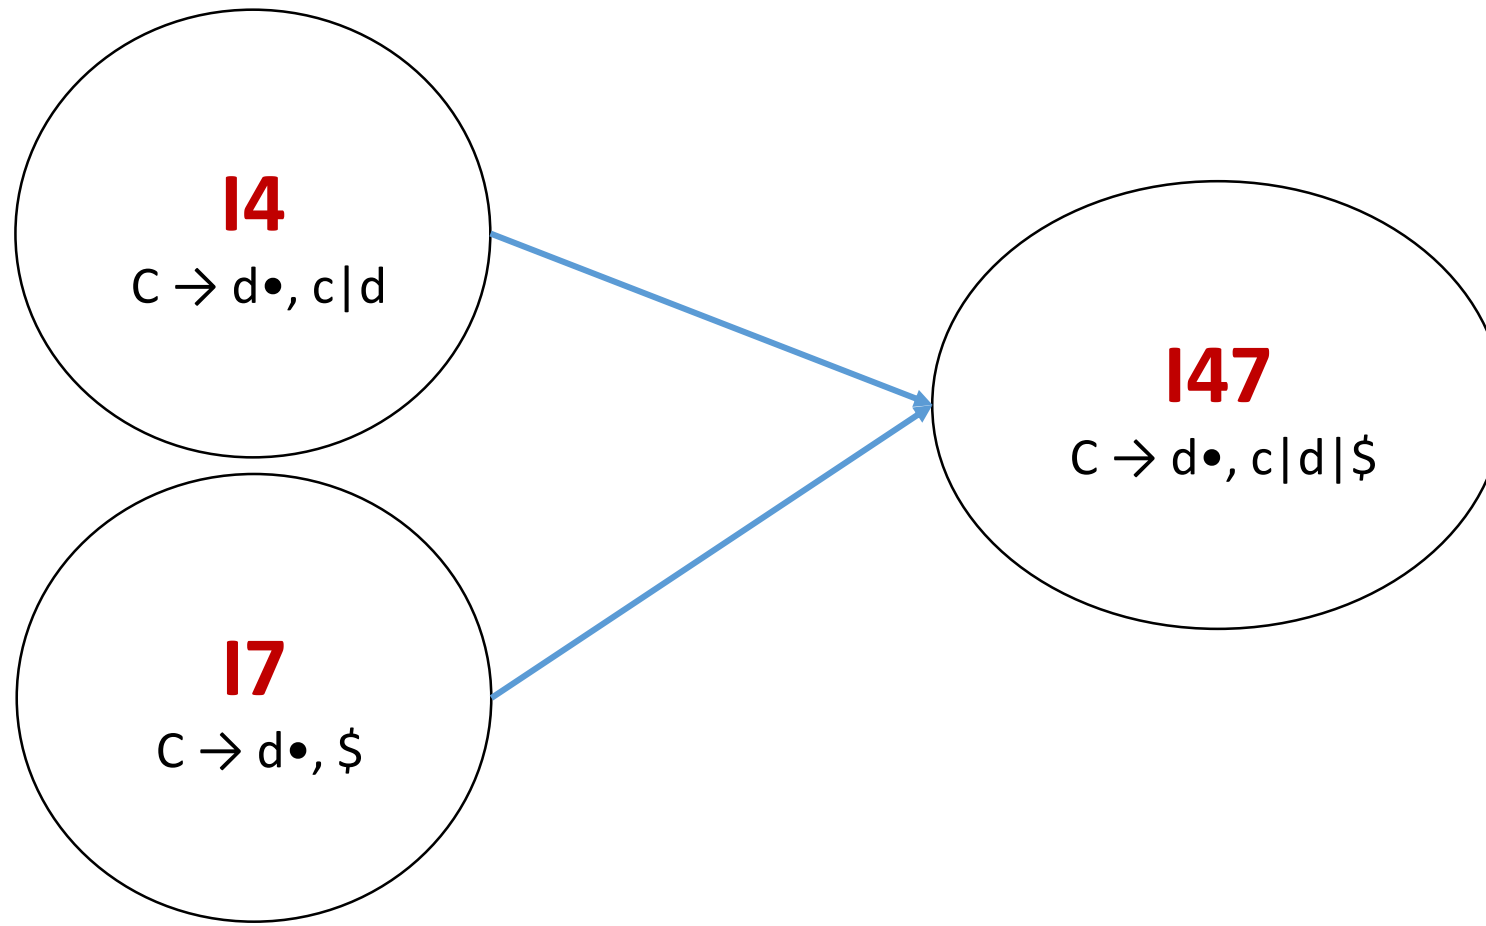 I4
C → d•, c|d
I47
C → d•, c|d|$
I7
C → d•, $